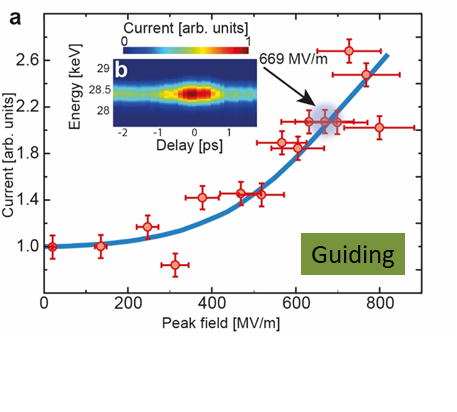 a
Current [arb. units]
0 1
b
669 MV/m
Energy [keV]
29
28.5
28
-2 -1 0 1
Delay [ps]
Current [arb. units]
2.6
2.2
1.8
1.4
1.0
Guiding
0 200 400 600 800
Peak field [MV/m]